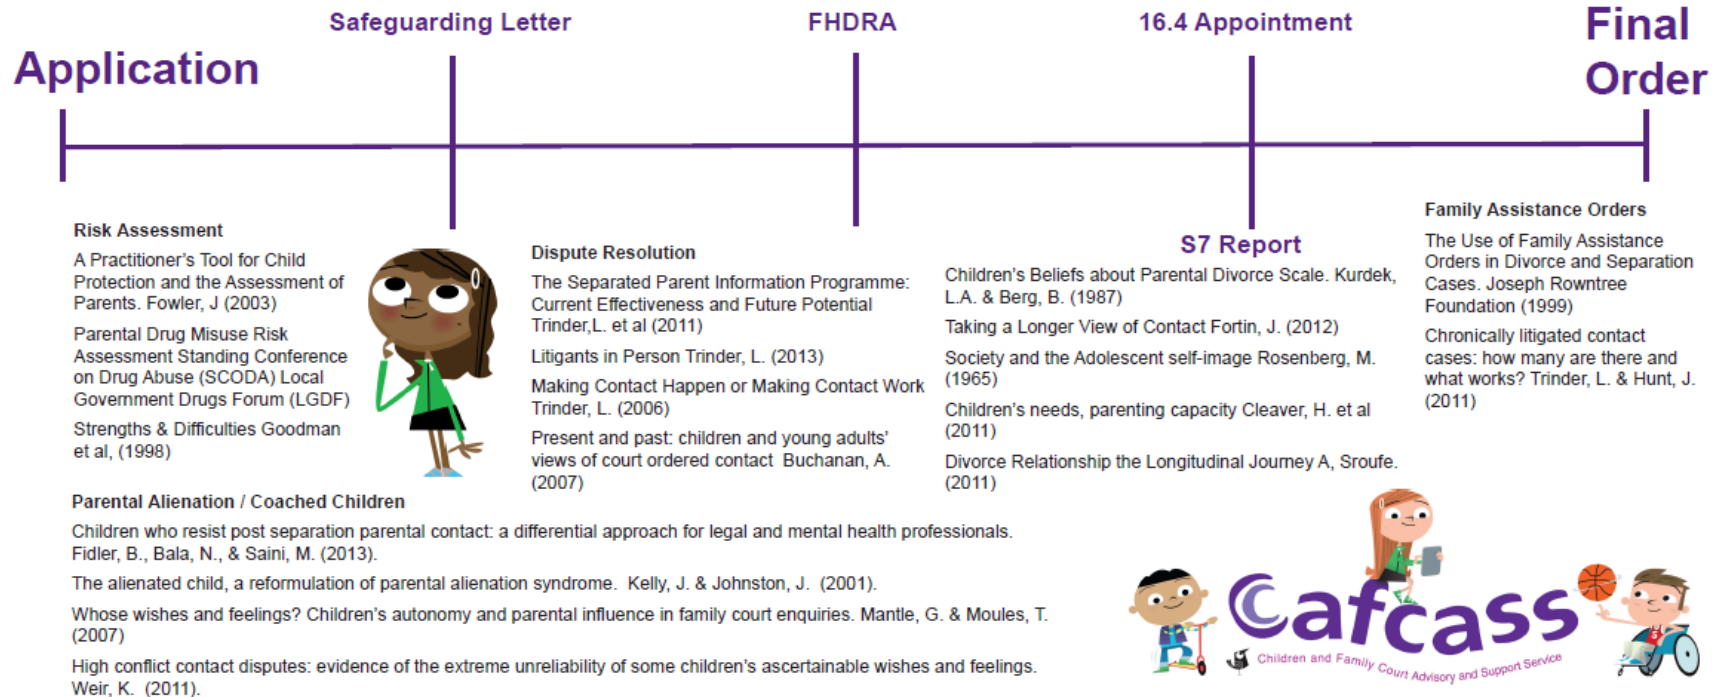 Safeguarding Letter
FHDRA
16.4 Appointment
Final
Order
Application
Risk Assessment
A Practitioner's Tool for Child
Protection and the Assessment of
Parents. Fowler, J (2003)
Parental Drug Misuse Risk
Assessment Standing Conference
on Drug Abuse (SCODA) Local
Government Drugs Forum (LGDF)
Strengths & Difficulties Goodman
et al, (1998)
Dispute Resolution
The Separated Parent Information Programme:
Current Effectiveness and Future Potential
Trinder,L. et al (2011)
Litigants in Person Trinder, L. (2013)
Making Contact Happen or Making Contact Work
Trinder, L. (2006)
Present and past: children and young adults'
views of court ordered contact Buchanan, A.
(2007)
S7 Report
Children's Beliefs about Parental Divorce Scale. Kurdek,
L.A. & Berg, B. (1987)
Taking a Longer View of Contact Fortin, J. (2012)
Society and the Adolescent self-image Rosenberg, M.
(1965)
Children's needs, parenting capacity Cleaver, H. et al
(2011)
Divorce Relationship the Longitudinal Journey A, Sroufe.
(2011)
Family Assistance Orders
The Use of Family Assistance
Orders in Divorce and Separation
Cases. Joseph Rowntree
Foundation (1999)
Chronically litigated contact
cases: how many are there and
what works? Trinder, L. & Hunt, J.
(2011)
Parental Alienation / Coached Children
Children who resist post separation parental contact: a differential approach for legal and mental health professionals.
Fidler, B., Bala, N., & Saini, M. (2013).
The alienated child, a reformulation of parental alienation syndrome. Kelly, J. & Johnston, J. (2001).
Whose wishes and feelings? Children's autonomy and parental influence in family court enquiries. Mantle, G. & Moules, T.
(2007)
High conflict contact disputes: evidence of the extreme unreliability of some children's ascertainable wishes and feelings.
Weir, K. (2011).
Cafcass
Children and Family Court Advisory and Support Service
5